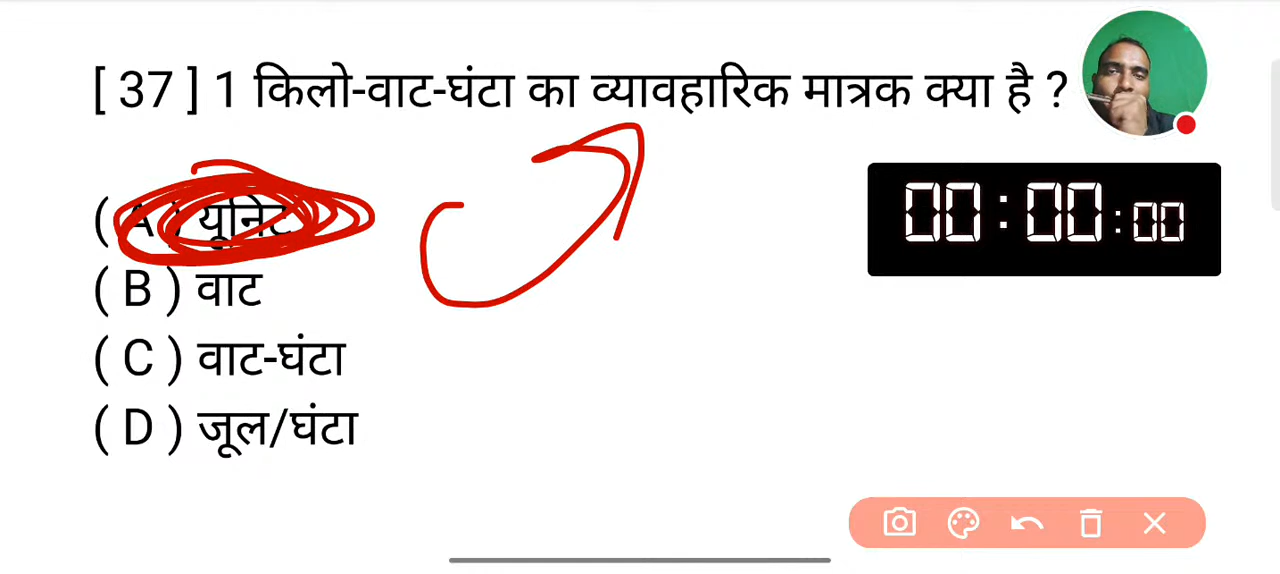 [ 37 ] 1 किलो-वाट-घंटा का व्यावहारिक मात्रक क्या है ?
00:00:00
( A ) यूनिट
( B ) वाट
( C ) वाट-घंटा
( D ) जूल/घंटा